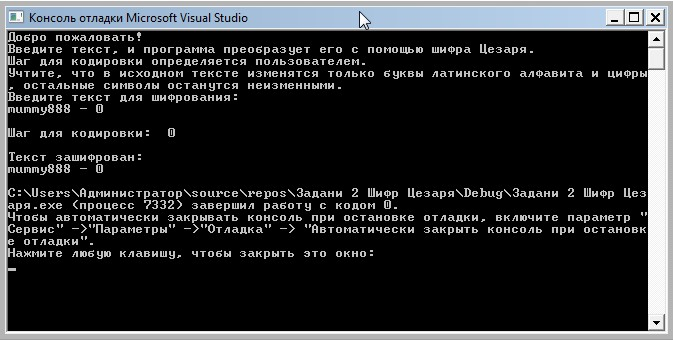 Консоль отладки Microsoft Visual Studio
Добро пожаловать!
Введите текст, и программа преобразует его с помощью шифра Цезаря.
Шаг для кодировки определяется пользователем.
Учтите, что в исходном тексте изменятся только буквы латинского алфавита и цифры
, остальные символы останутся неизменными.
Введите текст для шифрования:
mummy888 - 0
Шаг для кодировки:  0
Текст зашифрован:
mummy888 - 0
C:\Users\Администратор\source\repos\Задани 2 Шифр Цезаря\Debug\Задани 2 Шифр Цез
аря.exe (процесс 7332) завершил работу с кодом 0.
Чтобы автоматически закрывать консоль при остановке отладки, включите параметр "
Сервис" ->"Параметры" ->"Отладка" -> "Автоматически закрыть консоль при остановк
е отладки".
Нажмите любую клавишу, чтобы закрыть это окно: